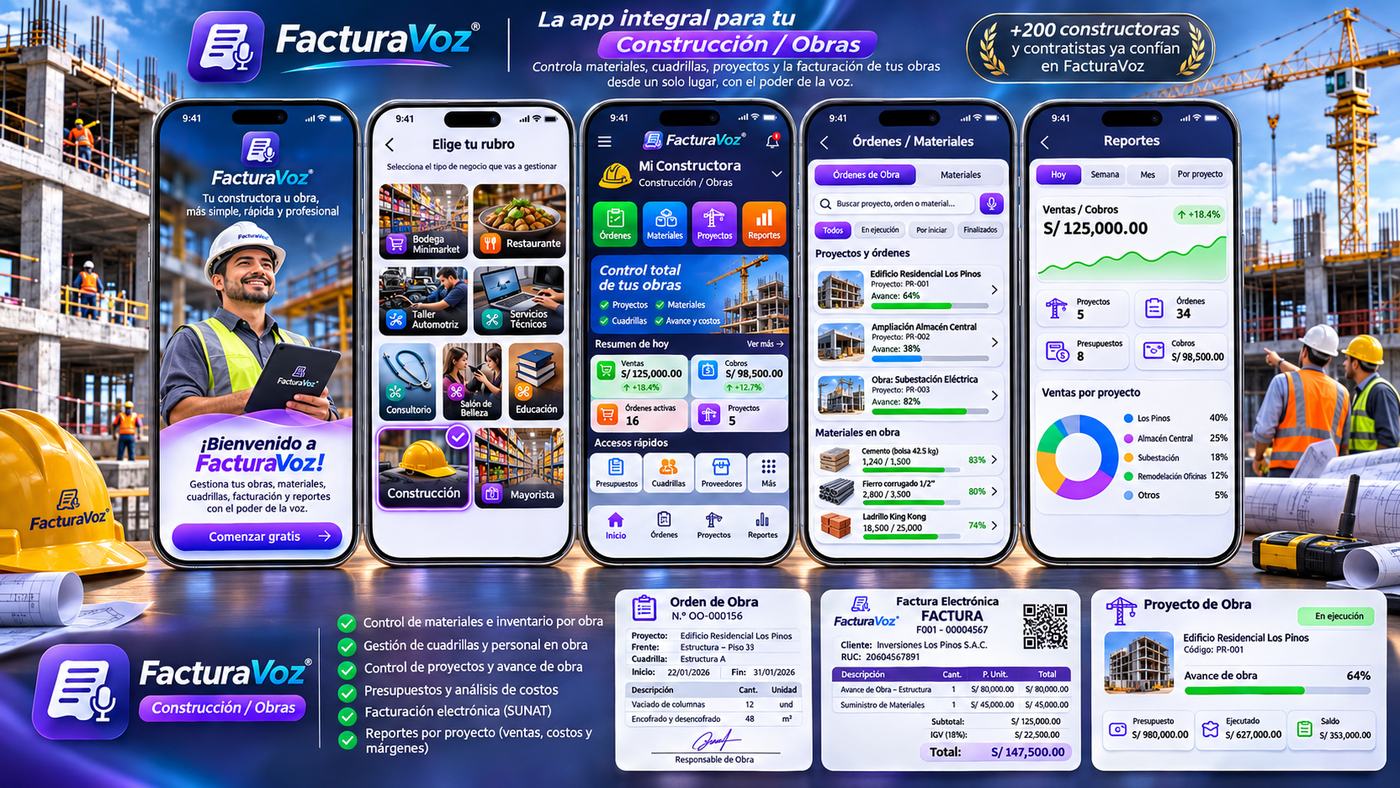 FacturaVoz®
La app integral para tu
Construcción / Obras
Controla materiales, cuadrillas, proyectos y la facturación de tus obras
desde un solo lugar, con el poder de la voz.
+200 constructoras
y contratistas ya confían
en FacturaVoz
9:41
FacturaVoz®
Tu constructora u obra,
más simple, rápida y profesional
FacturaVoz
FacturaVoz®
¡Bienvenido a
FacturaVoz!
Gestiona tus obras, materiales,
cuadrillas, facturación y reportes
con el poder de la voz.
Comenzar gratis →
9:41
Elige tu rubro
Selecciona el tipo de negocio que vas a gestionar
Bodega
Minimarket
Restaurante
Taller
Automotriz
Servicios
Técnicos
Consultorio
Salón de
Belleza
Educación
Construcción
Mayorista
9:41
FacturaVoz®
Mi Constructora
Construcción / Obras
Órdenes
Materiales
Proyectos
Reportes
Control total
de tus obras
Proyectos
Materiales
Cuadrillas
Avance y costos
Resumen de hoy
Ver más →
Ventas
S/ 125,000.00
↑ +18.4%
Cobros
S/ 98,500.00
↑ +12.7%
Órdenes activas
16
Proyectos
5
Accesos rápidos
Presupuestos
Cuadrillas
Proveedores
Más
Inicio
Órdenes
Proyectos
Reportes
9:41
Órdenes / Materiales
Órdenes de Obra
Materiales
Buscar proyecto, orden o material...
Todos
En ejecución
Por iniciar
Finalizados
Proyectos y órdenes
Edificio Residencial Los Pinos
Proyecto: PR-001
Avance: 64%
Ampliación Almacén Central
Proyecto: PR-002
Avance: 38%
Obra: Subestación Eléctrica
Proyecto: PR-003
Avance: 82%
Materiales en obra
Cemento (bolsa 42.5 kg)
1,240 / 1,500
83%
Fierro corrugado 1/2"
2,800 / 3,500
80%
Ladrillo King Kong
18,500 / 25,000
74%
9:41
Reportes
Hoy
Semana
Mes
Por proyecto
Ventas / Cobros
S/ 125,000.00
↑ +18.4%
Proyectos
5
Órdenes
34
Presupuestos
8
Cobros
S/ 98,500.00
Ventas por proyecto
Los Pinos 40%
Almacén Central 25%
Subestación 18%
Remodelación Oficinas 12%
Otros 5%
FacturaVoz®
FacturaVoz®
Construcción / Obras
Control de materiales e inventario por obra
Gestión de cuadrillas y personal en obra
Control de proyectos y avance de obra
Presupuestos y análisis de costos
Facturación electrónica (SUNAT)
Reportes por proyecto (ventas, costos y
márgenes)
Orden de Obra
N.º OO-000156
Proyecto: Edificio Residencial Los Pinos
Frente: Estructura – Piso 33
Cuadrilla: Estructura A
Inicio: 22/01/2026 Fin: 31/01/2026
Descripción Cant. Unidad
Vaciado de columnas 12 und
Encofrado y desencofrado 48 m²
Responsable de Obra
FacturaVoz®
Factura Electrónica
FACTURA
F001 - 00004567
Cliente: Inversiones Los Pinos S.A.C.
RUC: 20604567891
Descripción Cant. P. Unit. Total
Avance de Obra – Estructura 1 S/ 80,000.00 S/ 80,000.00
Suministro de Materiales 1 S/ 45,000.00 S/ 45,000.00
Subtotal: S/ 125,000.00
IGV (18%): S/ 22,500.00
Total: S/ 147,500.00
Proyecto de Obra
En ejecución
Edificio Residencial Los Pinos
Código: PR-001
Avance de obra 64%
Presupuesto
S/ 980,000.00
Ejecutado
S/ 627,000.00
Saldo
S/ 353,000.00